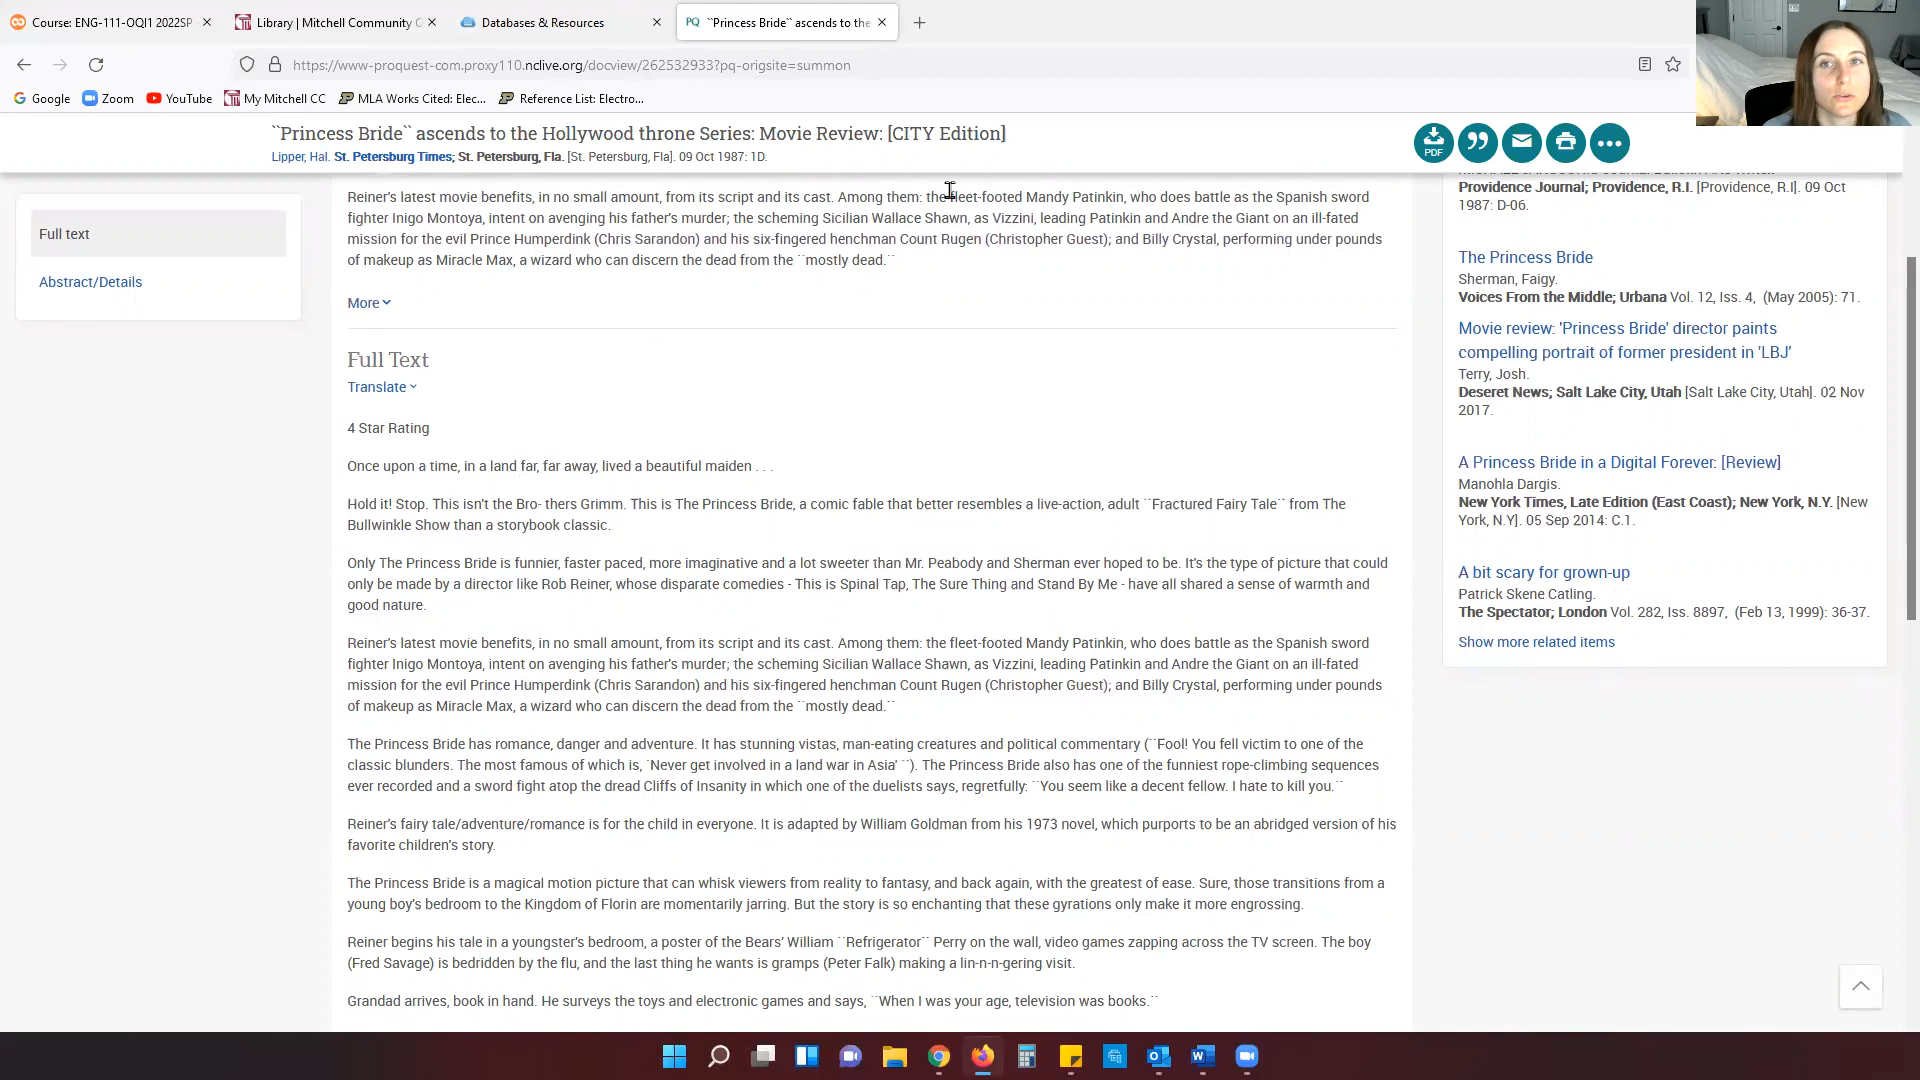 Course: ENG-111-OQI1 2022SP
Library | Mitchell Community C
Databases & Resources
PQ ``Princess Bride`` ascends to the
https://www-proquest-com.proxy110.nclive.org/docview/262532933?pq-origsite=summon
Google
Zoom
YouTube
My Mitchell CC
MLA Works Cited: Elec...
Reference List: Electro...
``Princess Bride`` ascends to the Hollywood throne Series: Movie Review: [CITY Edition]
Lipper, Hal. St. Petersburg Times; St. Petersburg, Fla. [St. Petersburg, Fla]. 09 Oct 1987: 1D.
PDF
Full text
Abstract/Details
Reiner's latest movie benefits, in no small amount, from its script and its cast. Among them: the fleet-footed Mandy Patinkin, who does battle as the Spanish sword
fighter Inigo Montoya, intent on avenging his father's murder; the scheming Sicilian Wallace Shawn, as Vizzini, leading Patinkin and Andre the Giant on an ill-fated
mission for the evil Prince Humperdink (Chris Sarandon) and his six-fingered henchman Count Rugen (Christopher Guest); and Billy Crystal, performing under pounds
of makeup as Miracle Max, a wizard who can discern the dead from the ``mostly dead.``
More
Full Text
Translate
4 Star Rating
Once upon a time, in a land far, far away, lived a beautiful maiden . . .
Hold it! Stop. This isn't the Bro- thers Grimm. This is The Princess Bride, a comic fable that better resembles a live-action, adult ``Fractured Fairy Tale`` from The
Bullwinkle Show than a storybook classic.
Only The Princess Bride is funnier, faster paced, more imaginative and a lot sweeter than Mr. Peabody and Sherman ever hoped to be. It's the type of picture that could
only be made by a director like Rob Reiner, whose disparate comedies - This is Spinal Tap, The Sure Thing and Stand By Me - have all shared a sense of warmth and
good nature.
Reiner's latest movie benefits, in no small amount, from its script and its cast. Among them: the fleet-footed Mandy Patinkin, who does battle as the Spanish sword
fighter Inigo Montoya, intent on avenging his father's murder; the scheming Sicilian Wallace Shawn, as Vizzini, leading Patinkin and Andre the Giant on an ill-fated
mission for the evil Prince Humperdink (Chris Sarandon) and his six-fingered henchman Count Rugen (Christopher Guest); and Billy Crystal, performing under pounds
of makeup as Miracle Max, a wizard who can discern the dead from the ``mostly dead.``
The Princess Bride has romance, danger and adventure. It has stunning vistas, man-eating creatures and political commentary (``Fool! You fell victim to one of the
classic blunders. The most famous of which is, `Never get involved in a land war in Asia' ``). The Princess Bride also has one of the funniest rope-climbing sequences
ever recorded and a sword fight atop the dread Cliffs of Insanity in which one of the duelists says, regretfully: ``You seem like a decent fellow. I hate to kill you.``
Reiner's fairy tale/adventure/romance is for the child in everyone. It is adapted by William Goldman from his 1973 novel, which purports to be an abridged version of his
favorite children's story.
The Princess Bride is a magical motion picture that can whisk viewers from reality to fantasy, and back again, with the greatest of ease. Sure, those transitions from a
young boy's bedroom to the Kingdom of Florin are momentarily jarring. But the story is so enchanting that these gyrations only make it more engrossing.
Reiner begins his tale in a youngster's bedroom, a poster of the Bears' William ``Refrigerator`` Perry on the wall, video games zapping across the TV screen. The boy
(Fred Savage) is bedridden by the flu, and the last thing he wants is gramps (Peter Falk) making a lin-n-n-gering visit.
Grandad arrives, book in hand. He surveys the toys and electronic games and says, ``When I was your age, television was books.``
Providence Journal; Providence, R.I. [Providence, R.I]. 09 Oct
1987: D-06.
The Princess Bride
Sherman, Faigy.
Voices From the Middle; Urbana Vol. 12, Iss. 4, (May 2005): 71.
Movie review: 'Princess Bride' director paints
compelling portrait of former president in 'LBJ'
Terry, Josh.
Deseret News; Salt Lake City, Utah [Salt Lake City, Utah]. 02 Nov
2017.
A Princess Bride in a Digital Forever: [Review]
Manohla Dargis.
New York Times, Late Edition (East Coast); New York, N.Y. [New
York, N.Y]. 05 Sep 2014: C.1.
A bit scary for grown-up
Patrick Skene Catling.
The Spectator; London Vol. 282, Iss. 8897, (Feb 13, 1999): 36-37.
Show more related items